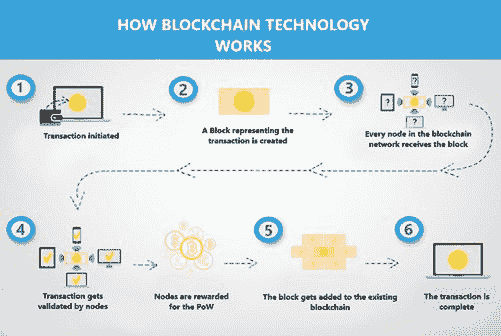 HOW BLOCKCHAIN TECHNOLOGY
WORKS
1
Transaction initiated
2
A Block representing the
transaction is created
3
? ? ? ?
Every node in the blockchain
network receives the block
4
Transaction gets
validated by nodes
Nodes are rewarded
for the PoW
5
The block gets added to the existing
blockchain
6
The transaction is
complete